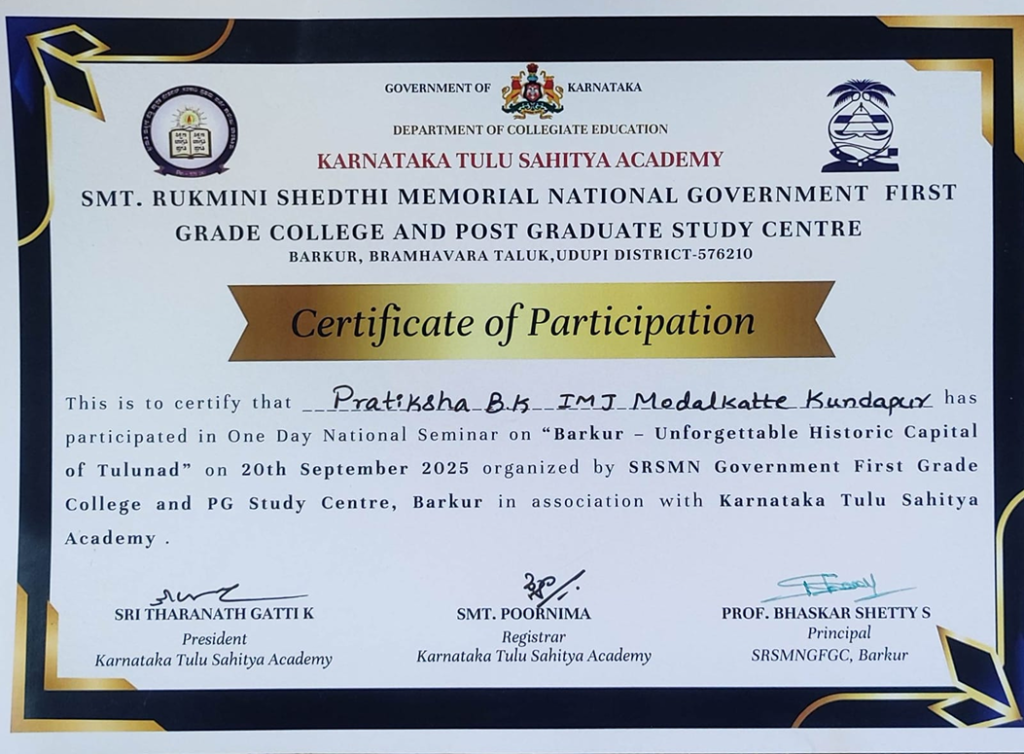 GOVERNMENT OF KARNATAKA
DEPARTMENT OF COLLEGIATE EDUCATION
KARNATAKA TULU SAHITYA ACADEMY
SMT. RUKMINI SHEDTHI MEMORIAL NATIONAL GOVERNMENT FIRST
GRADE COLLEGE AND POST GRADUATE STUDY CENTRE
BARKUR, BRAMHAVARA TALUK,UDUPI DISTRICT-576210
Certificate of Participation
This is to certify that Pratiksha B.K IMJ Modalkatte Kundapur has
participated in One Day National Seminar on “Barkur – Unforgettable Historic Capital
of Tulunad” on 20th September 2025 organized by SRSMN Government First Grade
College and PG Study Centre, Barkur in association with Karnataka Tulu Sahitya
Academy .
SRI THARANATH GATTI K
President
Karnataka Tulu Sahitya Academy
SMT. POORNIMA
Registrar
Karnataka Tulu Sahitya Academy
PROF. BHASKAR SHETTY S
Principal
SRSMNGFGC, Barkur